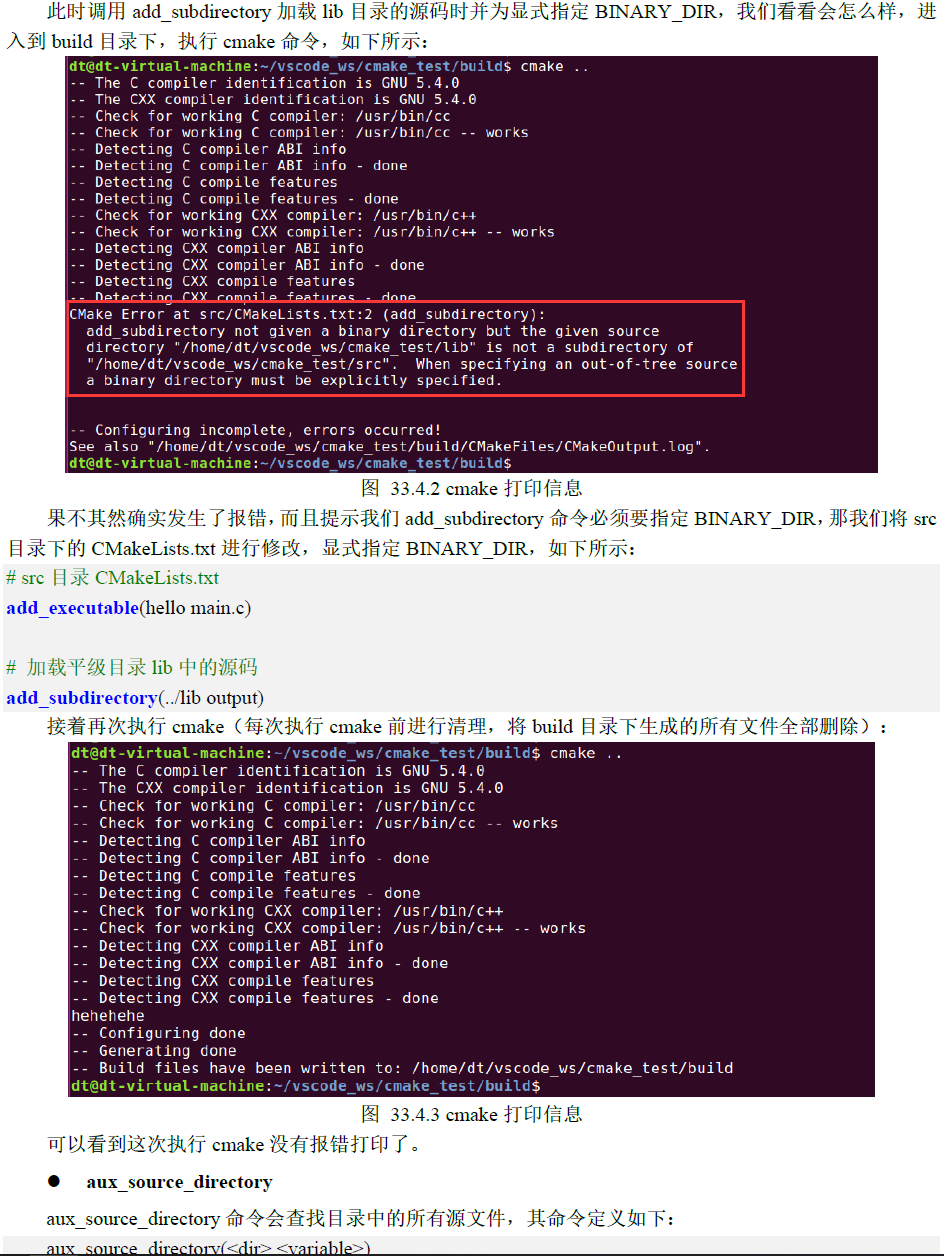 此时调用 add_subdirectory 加载 lib 目录的源码时并为显式指定 BINARY_DIR，我们看看会怎么样，进
入到 build 目录下，执行 cmake 命令，如下所示：
dt@dt-virtual-machine:~/vscode_ws/cmake_test/build$ cmake ..
-- The C compiler identification is GNU 5.4.0
-- The CXX compiler identification is GNU 5.4.0
-- Check for working C compiler: /usr/bin/cc
-- Check for working C compiler: /usr/bin/cc -- works
-- Detecting C compiler ABI info
-- Detecting C compiler ABI info - done
-- Detecting C compile features
-- Detecting C compile features - done
-- Check for working CXX compiler: /usr/bin/c++
-- Check for working CXX compiler: /usr/bin/c++ -- works
-- Detecting CXX compiler ABI info
-- Detecting CXX compiler ABI info - done
-- Detecting CXX compile features
-- Detecting CXX compile features - done
CMake Error at src/CMakeLists.txt:2 (add_subdirectory):
  add_subdirectory not given a binary directory but the given source
  directory "/home/dt/vscode_ws/cmake_test/lib" is not a subdirectory of
  "/home/dt/vscode_ws/cmake_test/src".  When specifying an out-of-tree source
  a binary directory must be explicitly specified.
-- Configuring incomplete, errors occurred!
See also "/home/dt/vscode_ws/cmake_test/build/CMakeFiles/CMakeOutput.log".
dt@dt-virtual-machine:~/vscode_ws/cmake_test/build$
图 33.4.2 cmake 打印信息
果不其然确实发生了报错，而且提示我们 add_subdirectory 命令必须要指定 BINARY_DIR，那我们将 src
目录下的 CMakeLists.txt 进行修改，显式指定 BINARY_DIR，如下所示：
# src 目录 CMakeLists.txt
add_executable(hello main.c)
# 加载平级目录 lib 中的源码
add_subdirectory(../lib output)
接着再次执行 cmake（每次执行 cmake 前进行清理，将 build 目录下生成的所有文件全部删除）：
dt@dt-virtual-machine:~/vscode_ws/cmake_test/build$ cmake ..
-- The C compiler identification is GNU 5.4.0
-- The CXX compiler identification is GNU 5.4.0
-- Check for working C compiler: /usr/bin/cc
-- Check for working C compiler: /usr/bin/cc -- works
-- Detecting C compiler ABI info
-- Detecting C compiler ABI info - done
-- Detecting C compile features
-- Detecting C compile features - done
-- Check for working CXX compiler: /usr/bin/c++
-- Check for working CXX compiler: /usr/bin/c++ -- works
-- Detecting CXX compiler ABI info
-- Detecting CXX compiler ABI info - done
-- Detecting CXX compile features
-- Detecting CXX compile features - done
hehehehe
-- Configuring done
-- Generating done
-- Build files have been written to: /home/dt/vscode_ws/cmake_test/build
dt@dt-virtual-machine:~/vscode_ws/cmake_test/build$
图 33.4.3 cmake 打印信息
可以看到这次执行 cmake 没有报错打印了。
● aux_source_directory
aux_source_directory 命令会查找目录中的所有源文件，其命令定义如下：
aux_source_directory(<dir> <variable>)